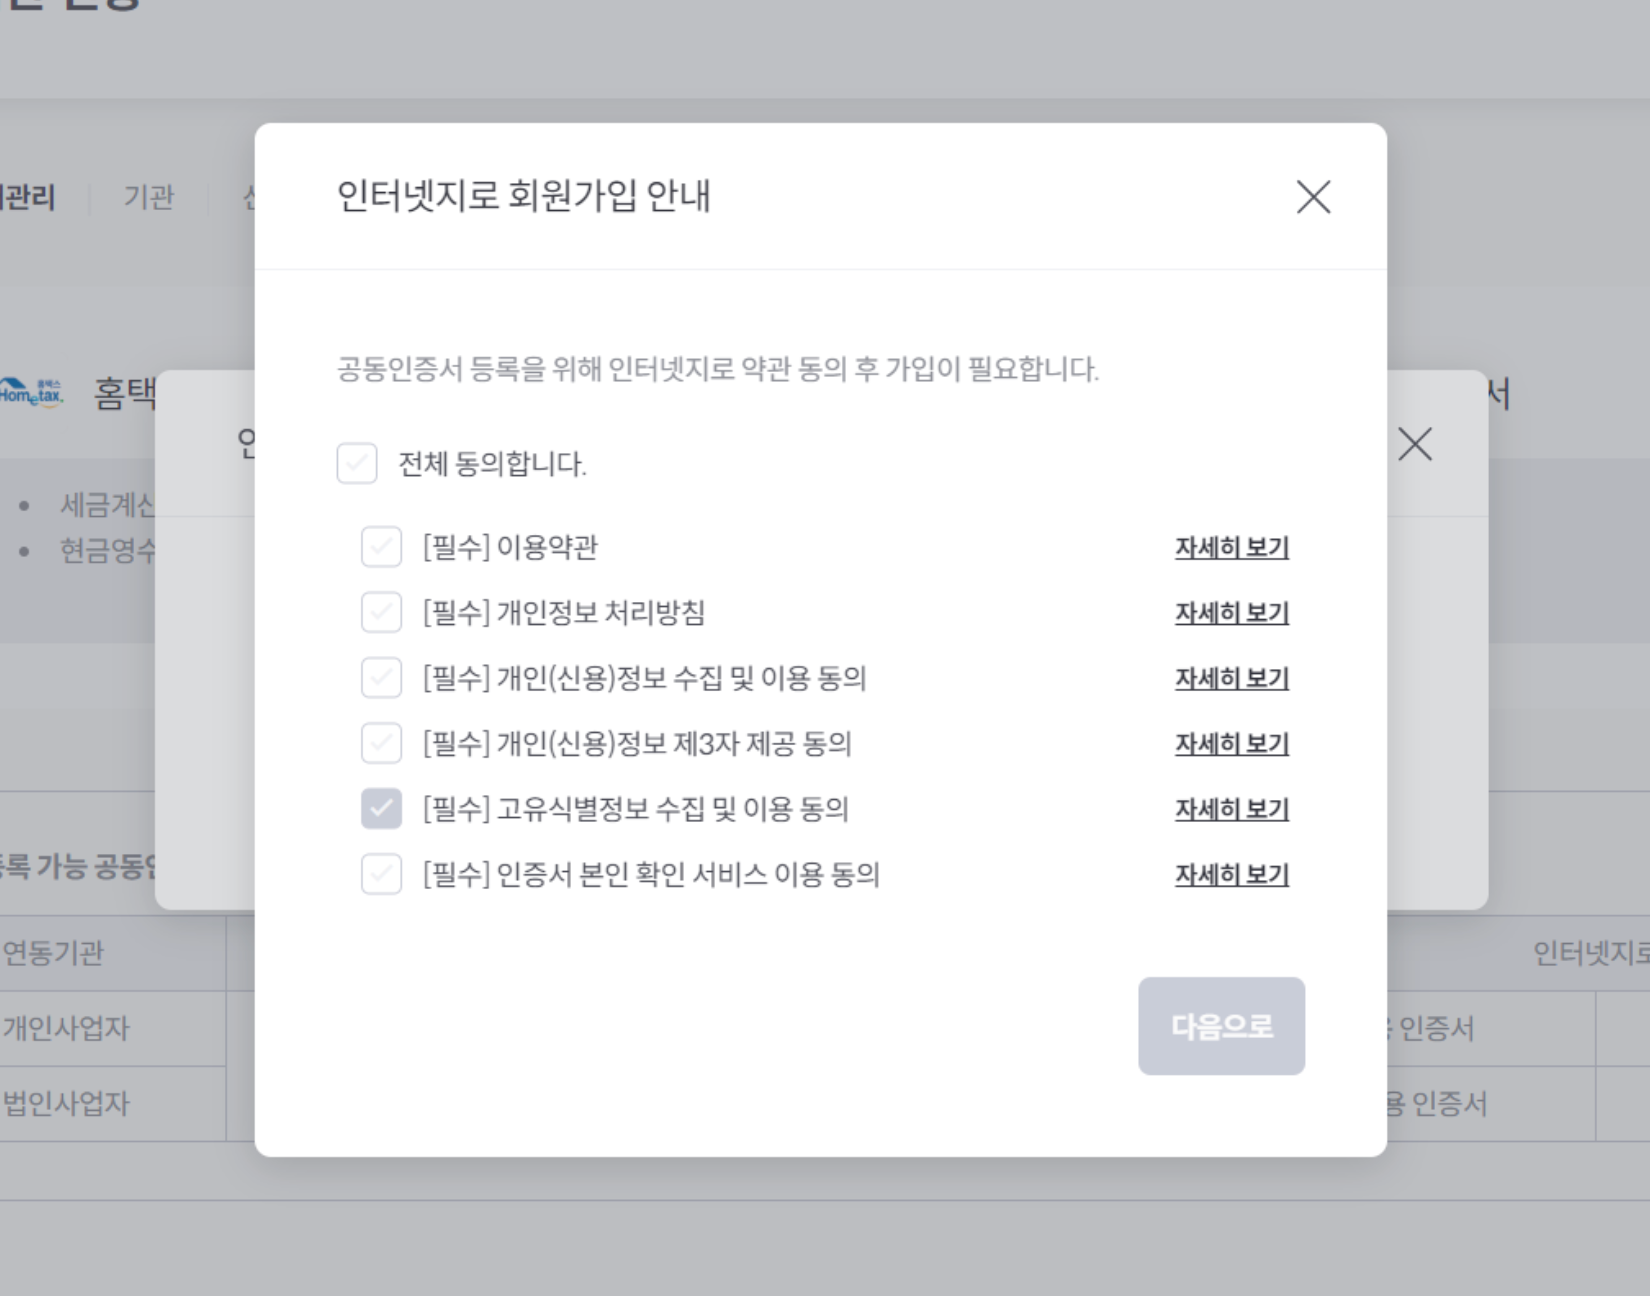 관리
기관
인터넷지로 회원가입 안내
공동인증서 등록을 위해 인터넷지로 약관 동의 후 가입이 필요합니다.
홈택스
Hometax.
홈택
서
전체 동의합니다.
세금계산
현금영수
[필수] 이용약관 자세히 보기
[필수] 개인정보 처리방침 자세히 보기
[필수] 개인(신용)정보 수집 및 이용 동의 자세히 보기
[필수] 개인(신용)정보 제3자 제공 동의 자세히 보기
[필수] 고유식별정보 수집 및 이용 동의 자세히 보기
[필수] 인증서 본인 확인 서비스 이용 동의 자세히 보기
록 가능 공동인
연동기관
인터넷지로
다음으로
개인사업자
용 인증서
법인사업자
용 인증서